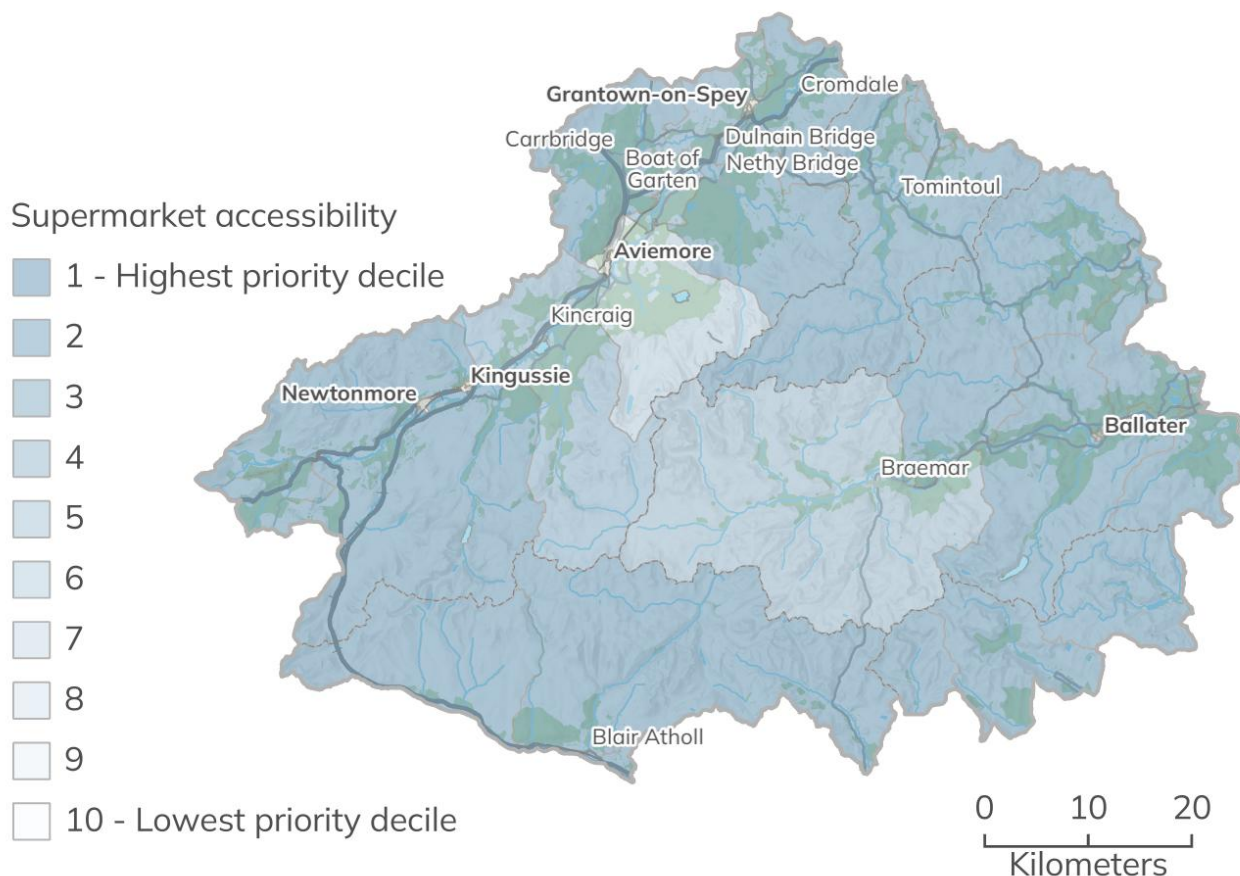 Supermarket accessibility
1 - Highest priority decile
2
3
4
5
6
7
8
9
10 - Lowest priority decile
Grantown-on-Spey
Cromdale
Carrbridge
Dulnain Bridge
Boat of
Garten
Nethy Bridge
Tomintoul
Aviemore
Kincraig
Kingussie
Newtonmore
Ballater
Braemar
Blair Atholl
0 10 20
Kilometers